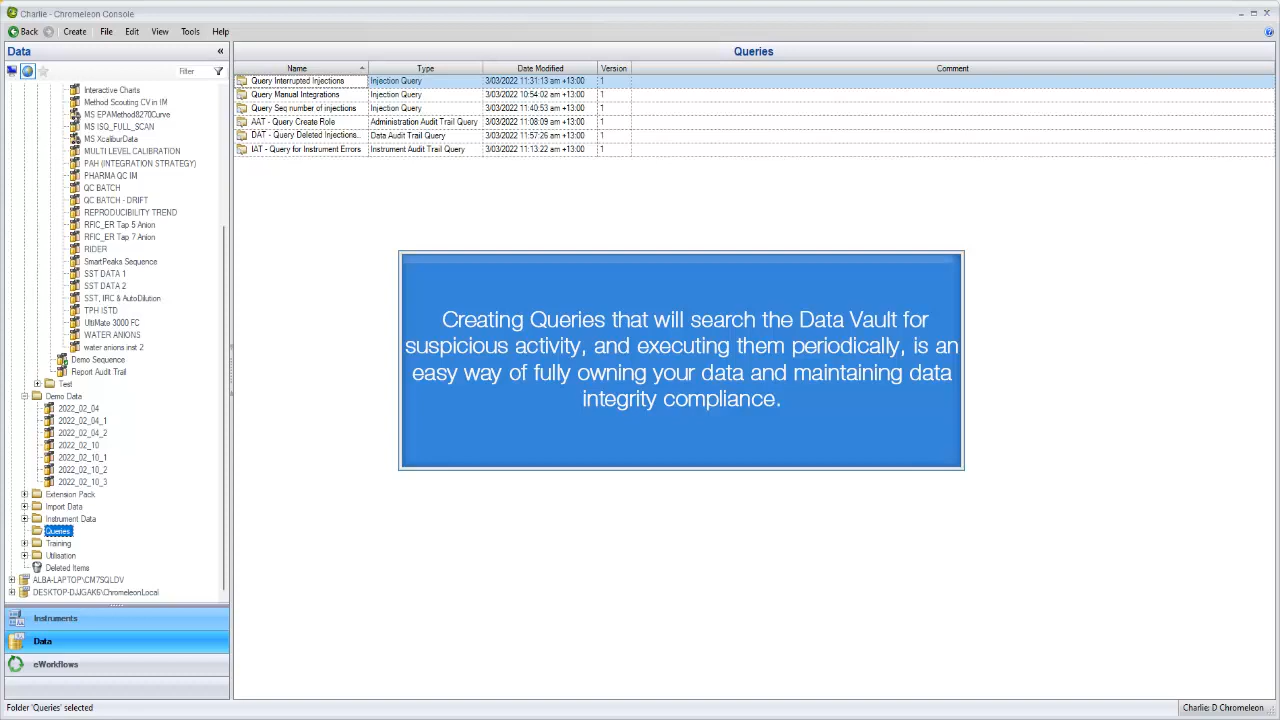 Charlie - Chromeleon Console
Back Create File Edit View Tools Help
Data «
Filter
Interactive Charts
Method Scouting CV in IM
MS EPAMethod8270Curve
MS ISQ_FULL_SCAN
MS XcaliburData
MULTI LEVEL CALIBRATION
PAH (INTEGRATION STRATEGY)
PHARMA QC IM
QC BATCH
QC BATCH - DRIFT
REPRODUCIBILITY TREND
RFIC_ER Tap 5 Anion
RFIC_ER Tap 7 Anion
RIDER
SmartPeaks Sequence
SST DATA 1
SST DATA 2
SST, IRC & AutoDilution
TPH ISTD
UltiMate 3000 FC
WATER ANIONS
water anions inst 2
Demo Sequence
Report Audit Trail
Test
Demo Data
2022_02_04
2022_02_04_1
2022_02_04_2
2022_02_10
2022_02_10_1
2022_02_10_2
2022_02_10_3
Extension Pack
Import Data
Instrument Data
Queries
Training
Utilisation
Deleted Items
ALBA-LAPTOP\CM7SQLDV
DESKTOP-DJJGAK6\ChromeleonLocal
Instruments
Data
eWorkflows
Queries
Name Type Date Modified Version Comment
Query Interrupted Injections Injection Query 3/03/2022 11:31:13 am +13:00 1
Query Manual Integrations Injection Query 3/03/2022 10:54:02 am +13:00 1
Query Seq number of injections Injection Query 3/03/2022 11:40:53 am +13:00 1
AAT - Query Create Role Administration Audit Trail Query 3/03/2022 11:08:09 am +13:00 1
DAT - Query Deleted Injections... Data Audit Trail Query 3/03/2022 11:57:26 am +13:00 1
IAT - Query for Instrument Errors Instrument Audit Trail Query 3/03/2022 11:13:22 am +13:00 1
Creating Queries that will search the Data Vault for
suspicious activity, and executing them periodically, is an
easy way of fully owning your data and maintaining data
integrity compliance.
Folder 'Queries' selected
Charlie: D Chromeleon